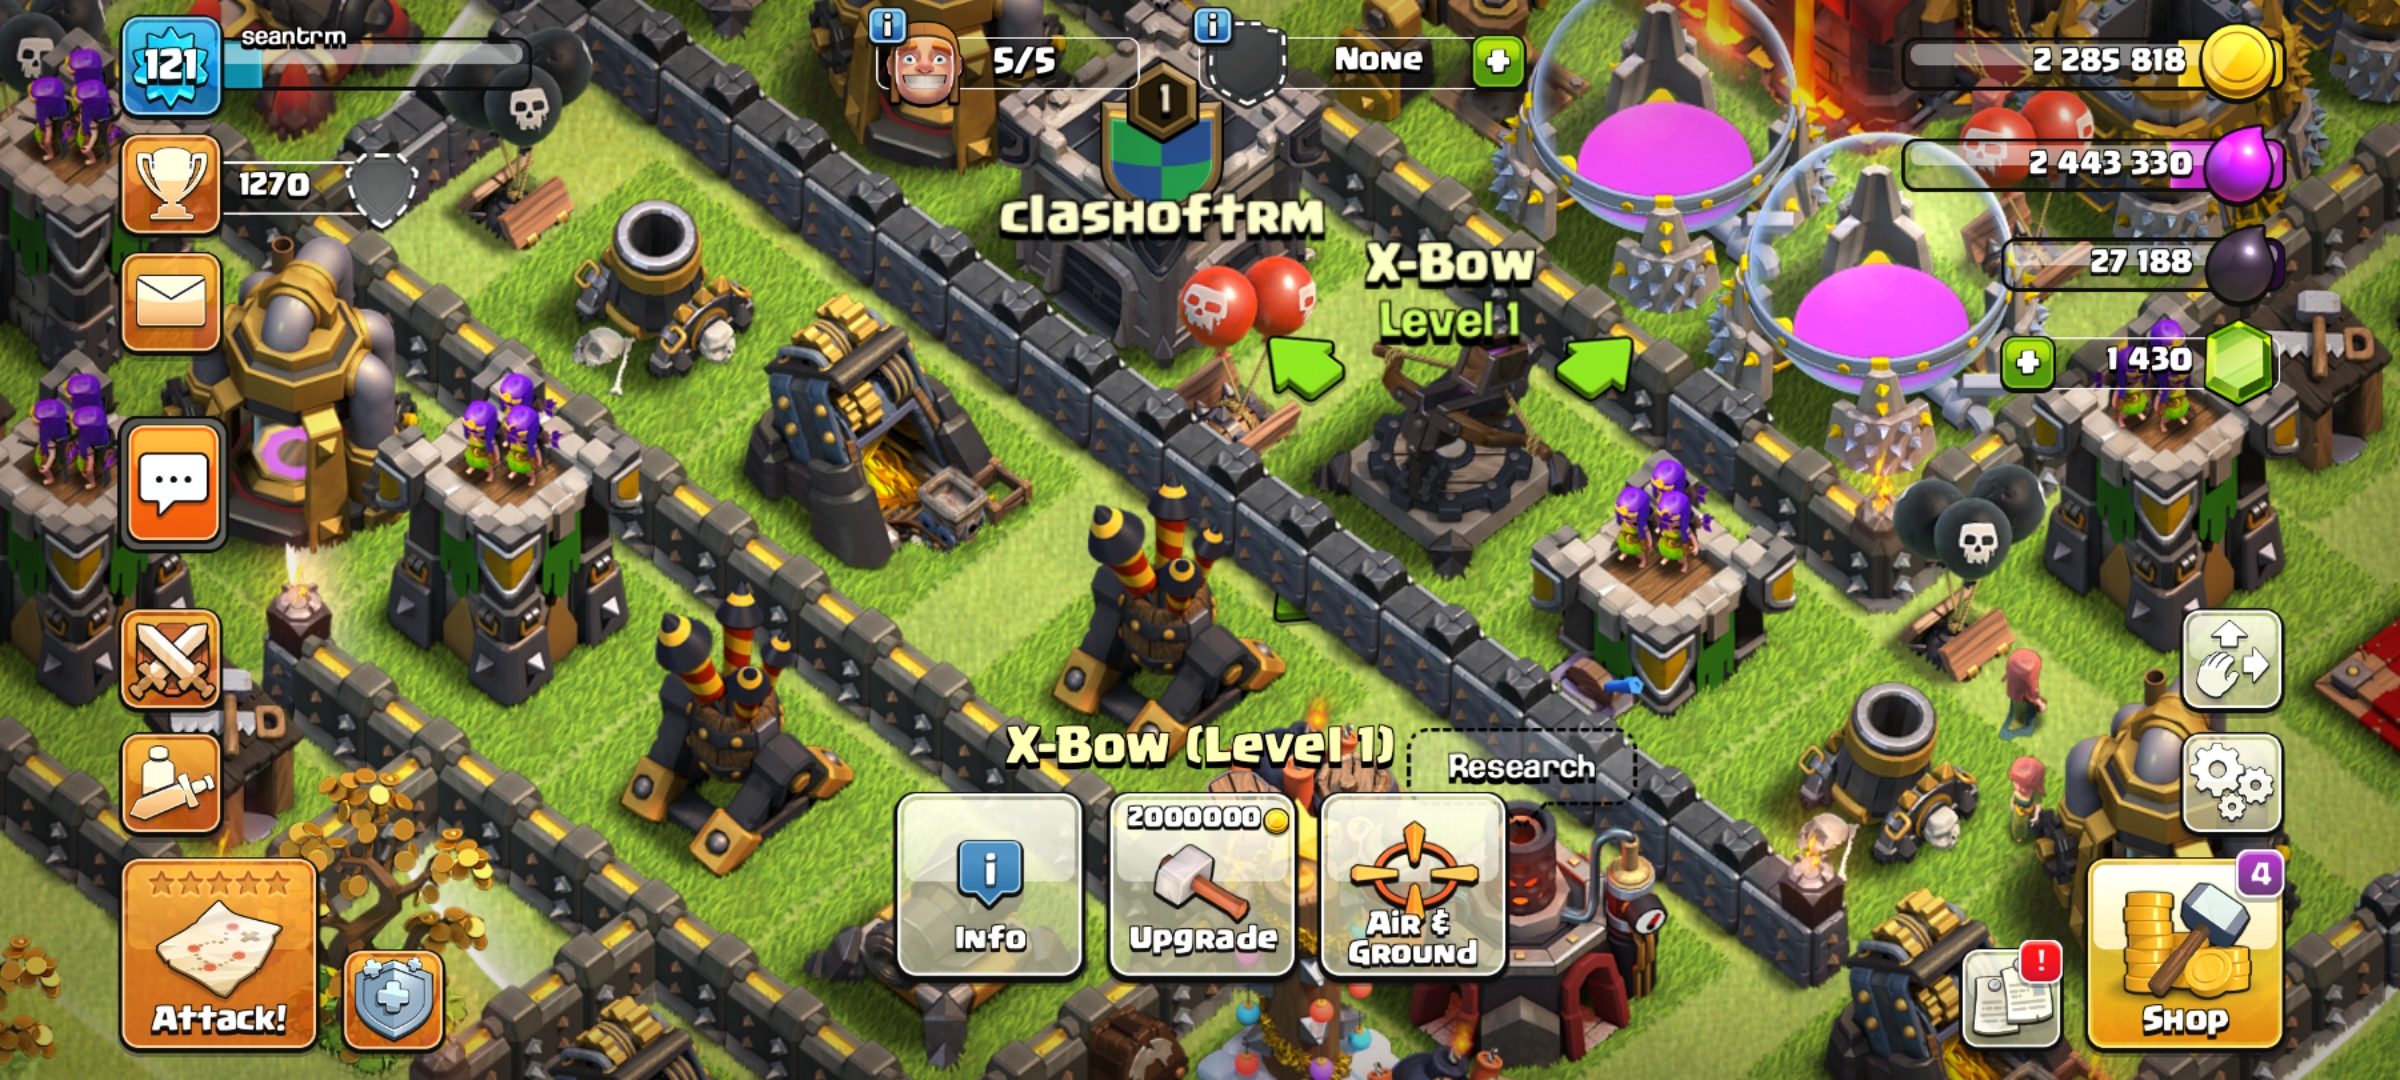 121
seantrm
5/5
None
1
2 285 818
1270
2 443 330
clashoftrm
X-Bow
Level 1
27 188
1 430
X-Bow (Level 1)
Research
2000000
Info
Upgrade
Air &
Ground
4
!
Attack!
Shop